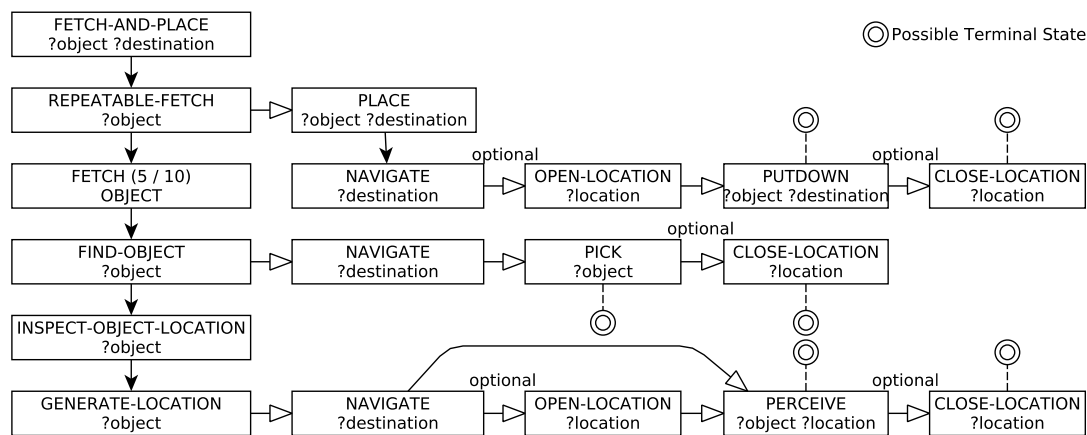 FETCH-AND-PLACE
?object ?destination
Possible Terminal State
REPEATABLE-FETCH
?object
PLACE
?object ?destination
FETCH (5 / 10)
OBJECT
NAVIGATE
?destination
optional
OPEN-LOCATION
?location
PUTDOWN
?object ?destination
optional
CLOSE-LOCATION
?location
FIND-OBJECT
?object
NAVIGATE
?destination
PICK
?object
optional
CLOSE-LOCATION
?location
INSPECT-OBJECT-LOCATION
?object
GENERATE-LOCATION
?object
NAVIGATE
?destination
optional
OPEN-LOCATION
?location
PERCEIVE
?object ?location
optional
CLOSE-LOCATION
?location